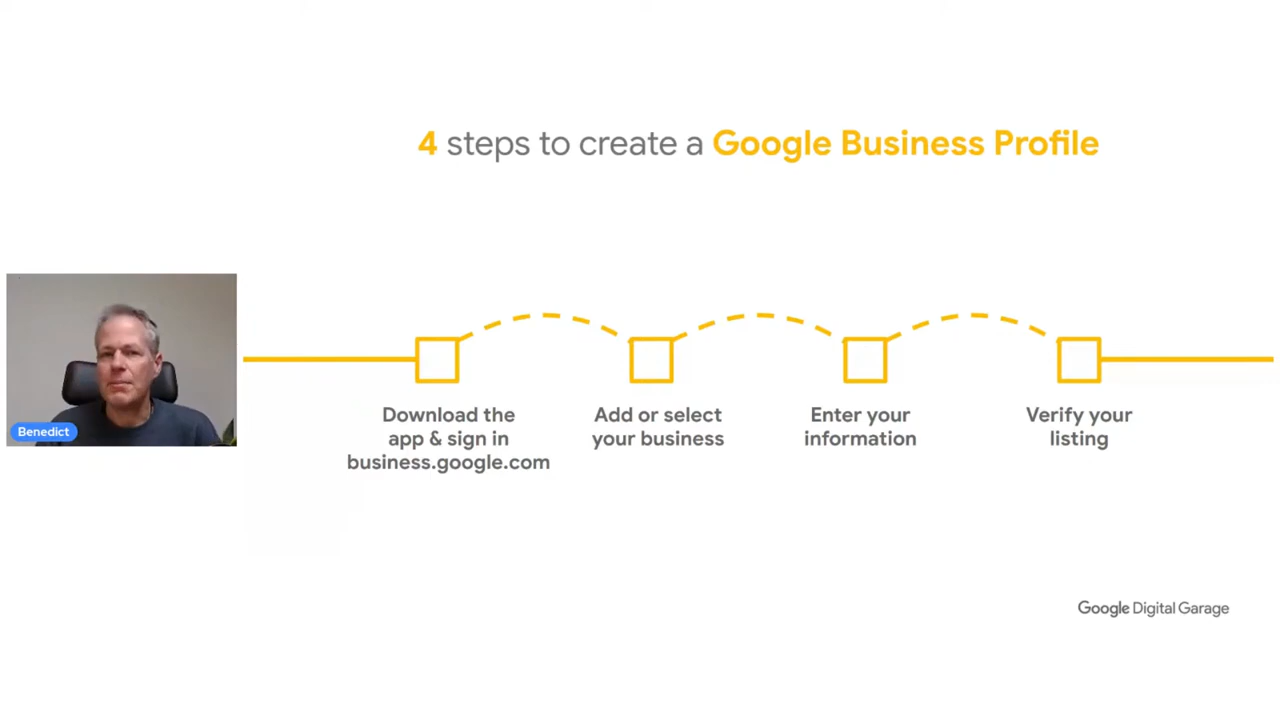 4 steps to create a Google Business Profile
Benedict
Download the
app & sign in
business.google.com
Add or select
your business
Enter your
information
Verify your
listing
Google Digital Garage